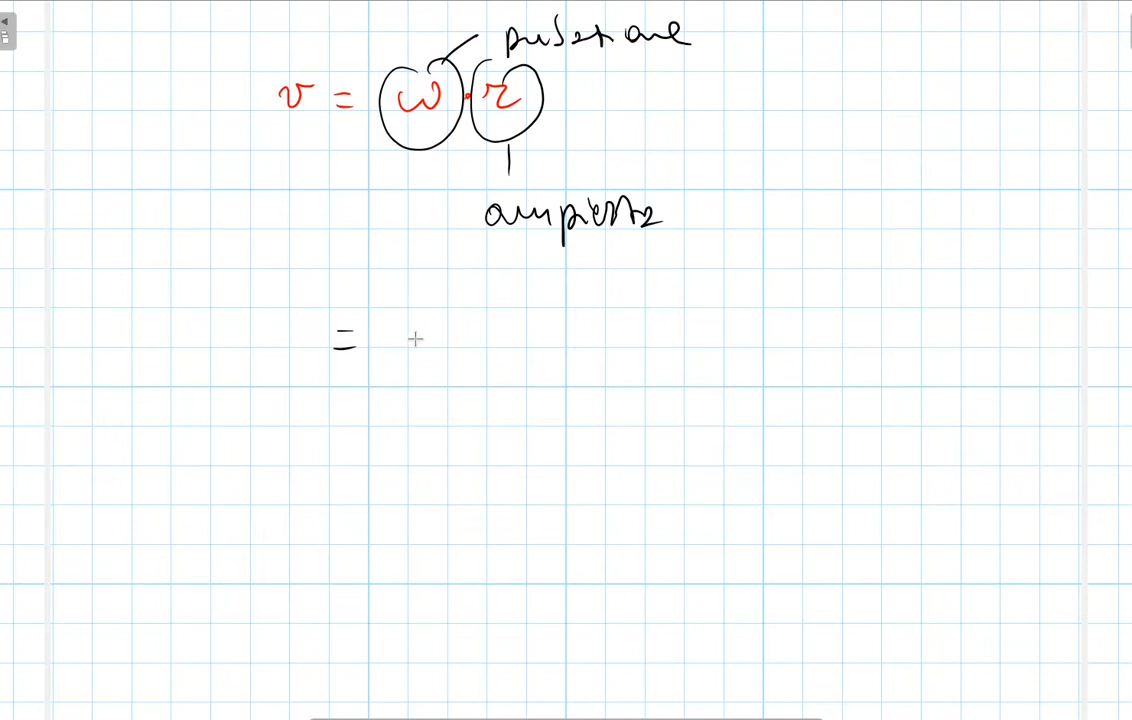 pulsazione
v = ω · r
ampiezza
=